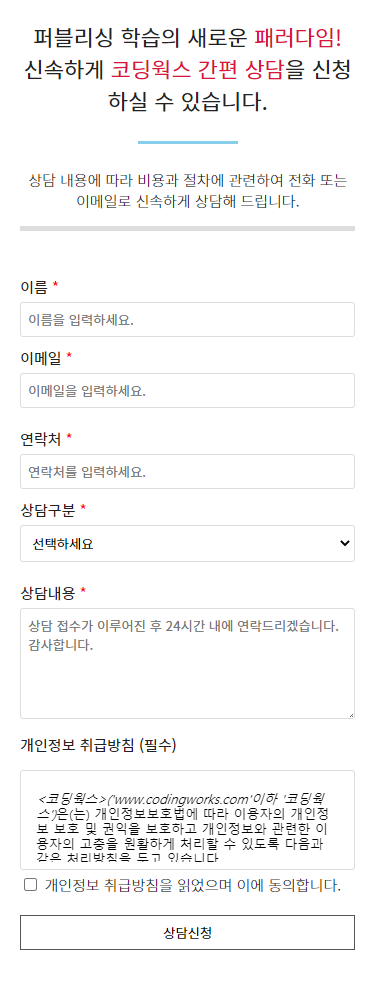 퍼블리싱 학습의 새로운 패러다임!
신속하게 코딩웍스 간편 상담을 신청
하실 수 있습니다.
상담 내용에 따라 비용과 절차에 관련하여 전화 또는
이메일로 신속하게 상담해 드립니다.
이름 *
이름을 입력하세요.
이메일 *
이메일을 입력하세요.
연락처 *
연락처를 입력하세요.
상담구분 *
선택하세요
상담내용 *
상담 접수가 이루어진 후 24시간 내에 연락드리겠습니다.
감사합니다.
개인정보 취급방침 (필수)
<코딩웍스>('www.codingworks.com'이하 '코딩웍
스')은(는) 개인정보보호법에 따라 이용자의 개인정
보 보호 및 권익을 보호하고 개인정보와 관련한 이
용자의 고충을 원활하게 처리할 수 있도록 다음과
같은 처리방침을 두고 있습니다
개인정보 취급방침을 읽었으며 이에 동의합니다.
상담신청